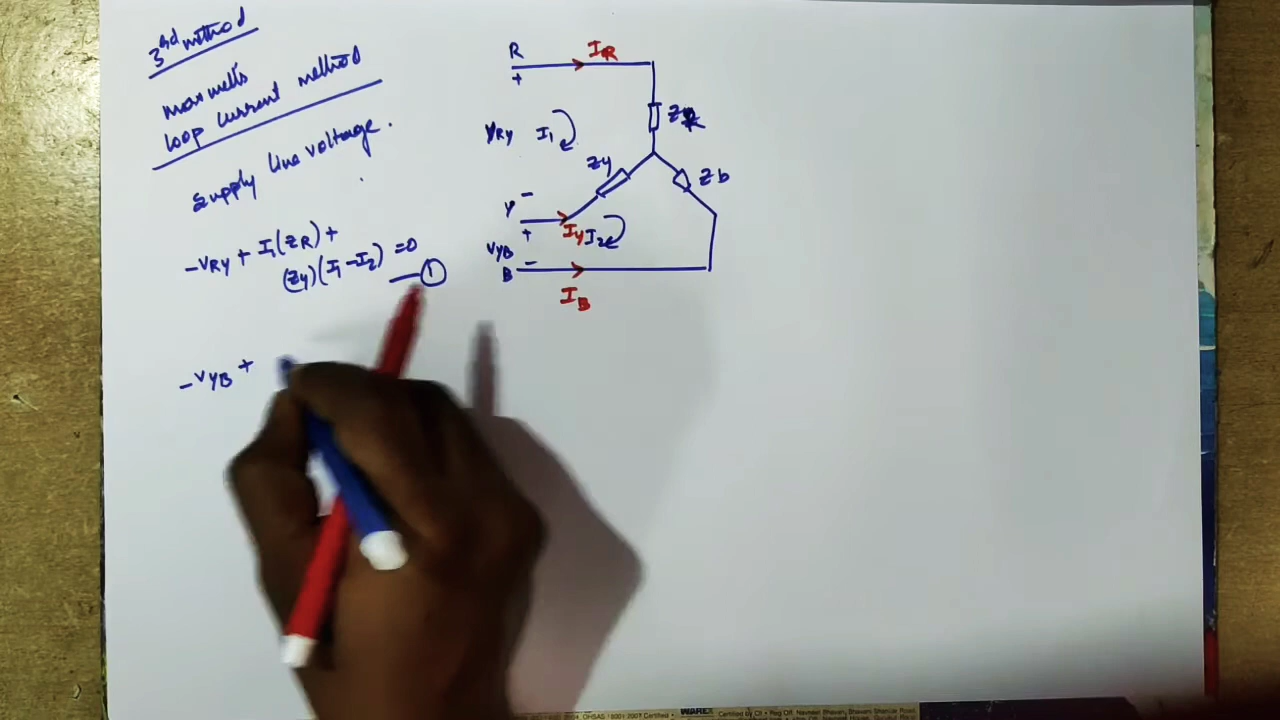 3rd method
maxwells
loop current method
supply line voltage.
-VRY + I1(ZR) +
(Zy)(I1-I2) =0
—①
-VYB +
R
IR
+
ZR
VRY
I1
Zy
Zb
-
Y
+
Iy
I2
VYB
-
B
IB